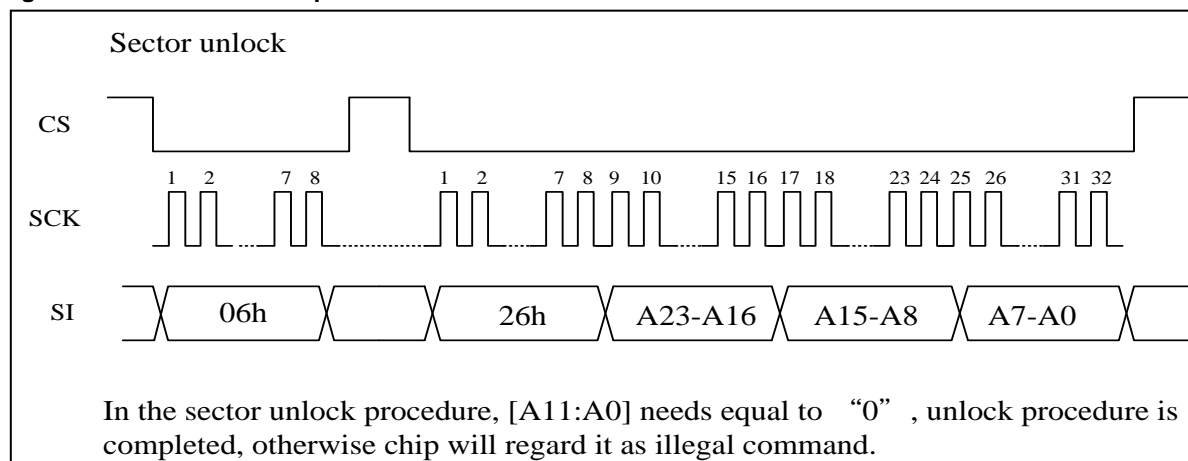 Sector unlock
CS
1 2 7 8 1 2 7 8 9 10 15 16 17 18 23 24 25 26 31 32
SCK
SI 06h 26h A23-A16 A15-A8 A7-A0
In the sector unlock procedure, [A11:A0] needs equal to “0”, unlock procedure is
completed, otherwise chip will regard it as illegal command.